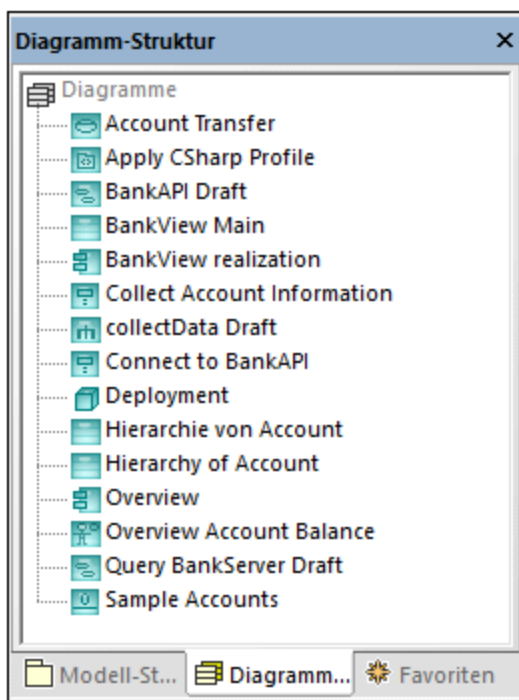 Diagramm-Struktur
Diagramme
Account Transfer
Apply CSharp Profile
BankAPI Draft
BankView Main
BankView realization
Collect Account Information
collectData Draft
Connect to BankAPI
Deployment
Hierarchie von Account
Hierarchy of Account
Overview
Overview Account Balance
Query BankServer Draft
Sample Accounts
Modell-St... Diagramm... Favoriten